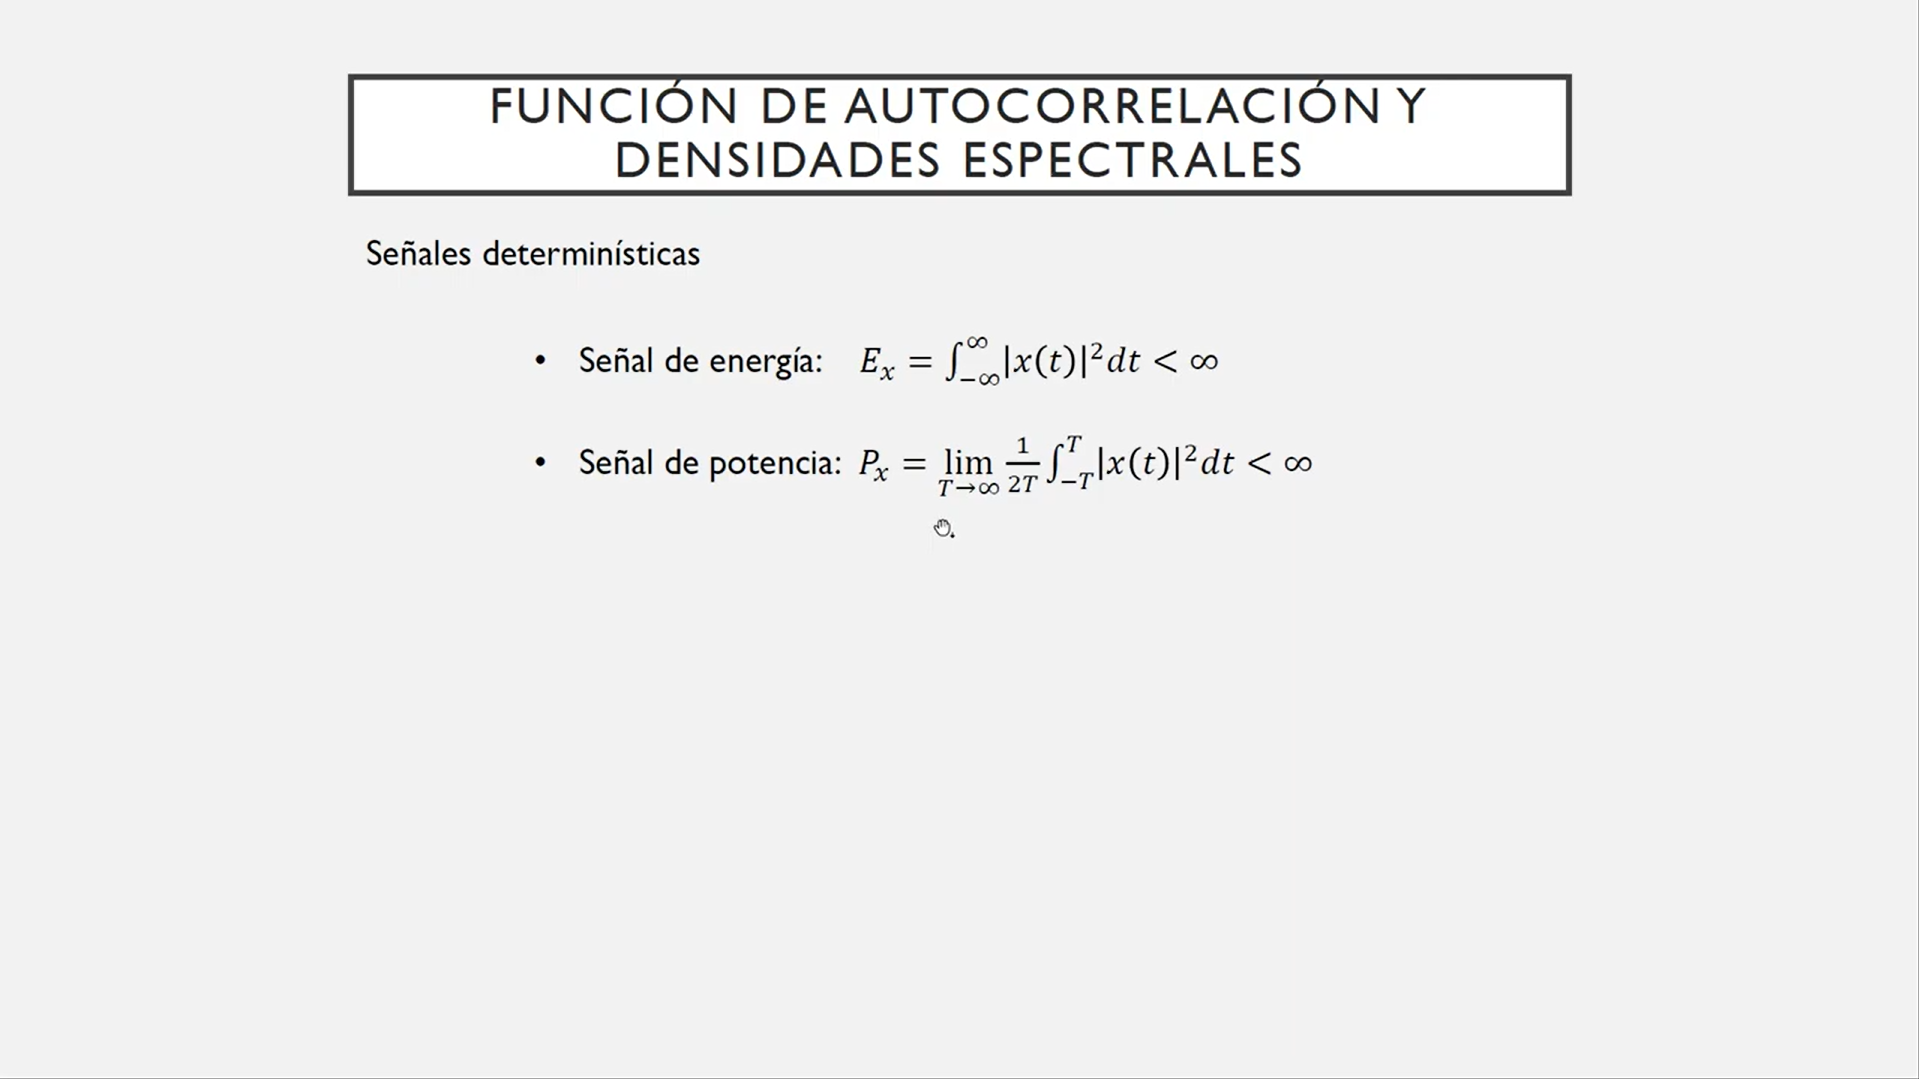 FUNCIÓN DE AUTOCORRELACIÓN Y
DENSIDADES ESPECTRALES
Señales determinísticas
• Señal de energía: $E_x = \int_{-\infty}^{\infty} |x(t)|^2 dt < \infty$
• Señal de potencia: $P_x = \lim_{T \to \infty} \frac{1}{2T} \int_{-T}^{T} |x(t)|^2 dt < \infty$